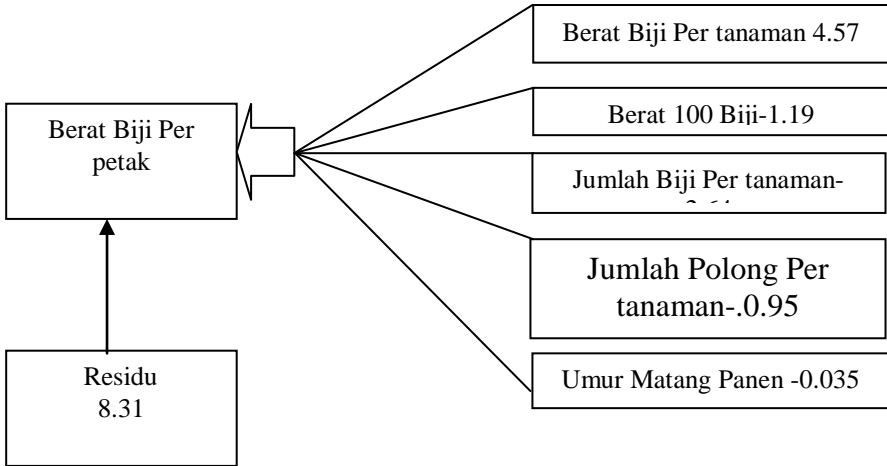 Berat Biji Per tanaman 4.57
Berat Biji Per
petak
Berat 100 Biji-1.19
Jumlah Biji Per tanaman-
Jumlah Polong Per
tanaman-.0.95
Residu
8.31
Umur Matang Panen -0.035